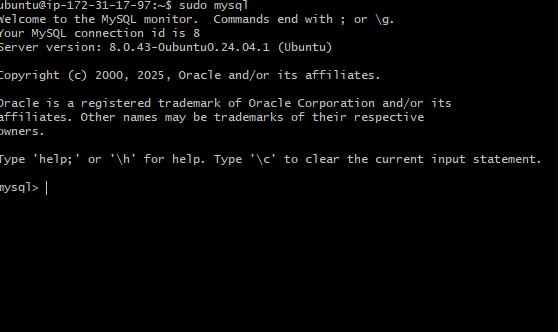 ubuntu@ip-172-31-17-97:~$ sudo mysql
Welcome to the MySQL monitor.  Commands end with ; or \g.
Your MySQL connection id is 8
Server version: 8.0.43-0ubuntu0.24.04.1 (Ubuntu)
Copyright (c) 2000, 2025, Oracle and/or its affiliates.
Oracle is a registered trademark of Oracle Corporation and/or its
affiliates. Other names may be trademarks of their respective
owners.
Type 'help;' or '\h' for help. Type '\c' to clear the current input statement.
mysql>